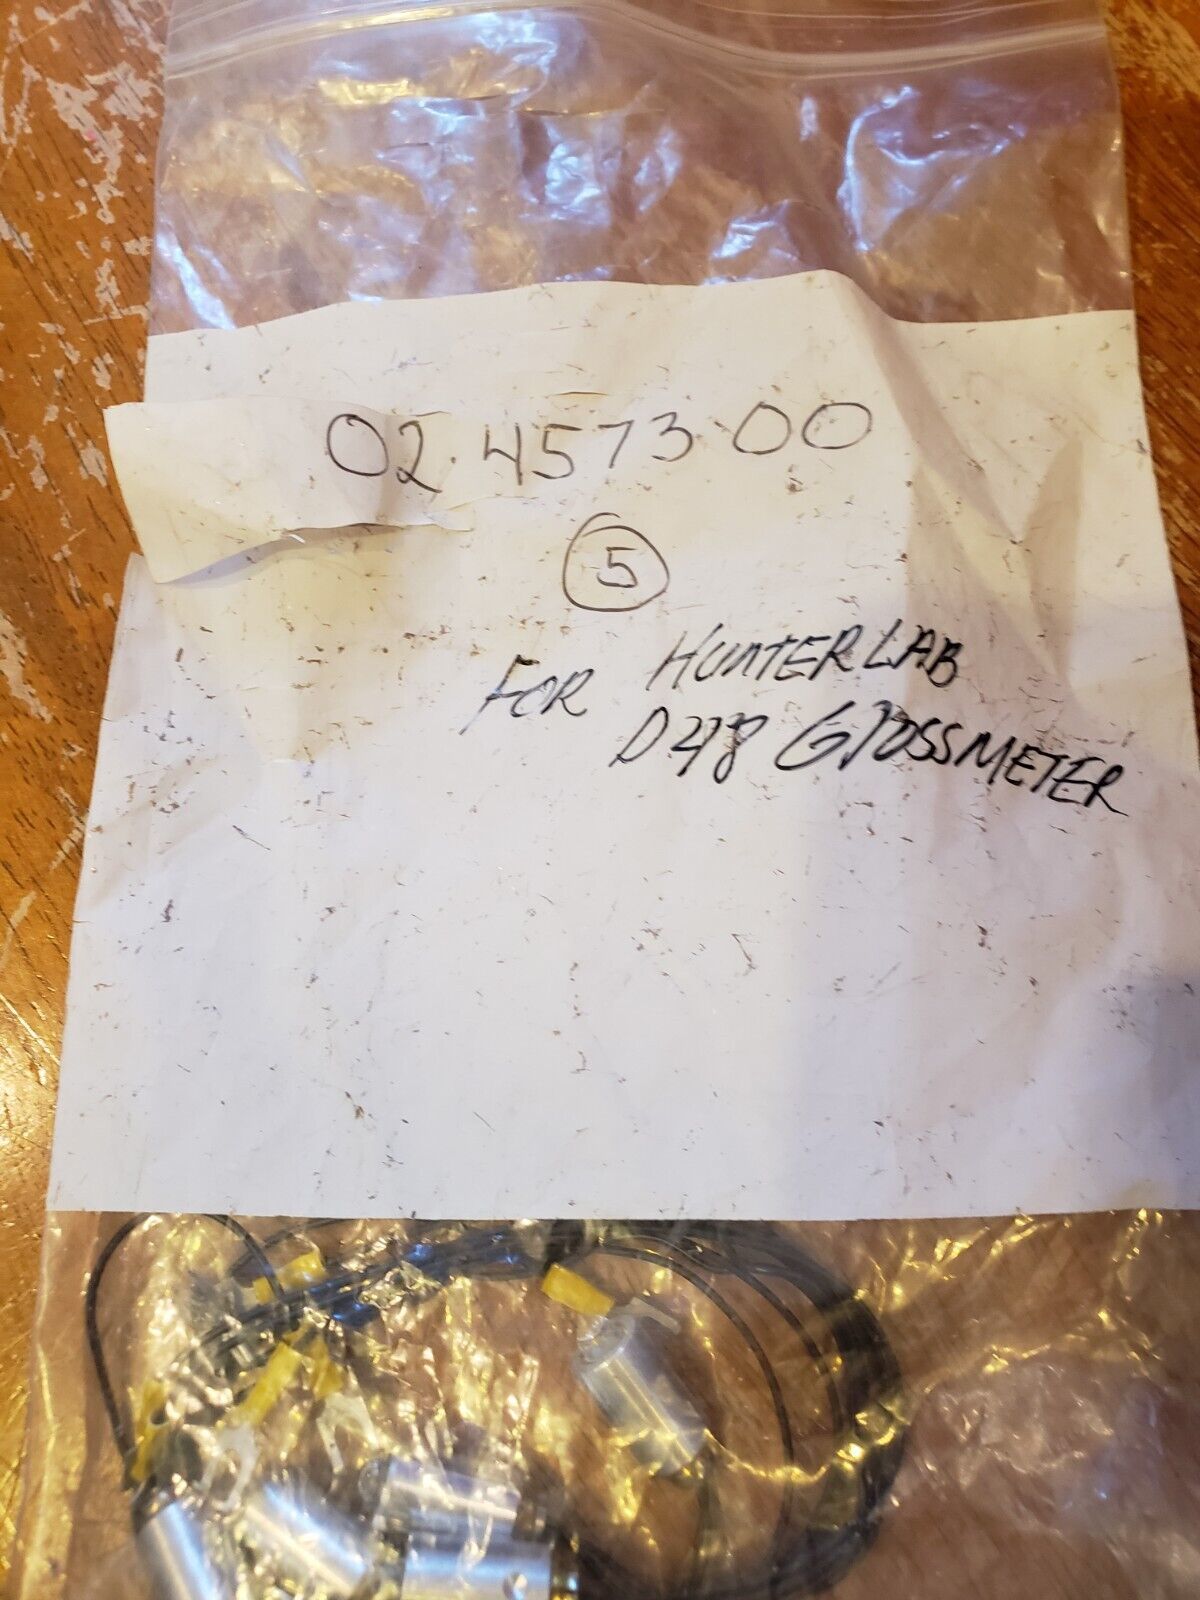 02.4573 00
5
FOR HUNTERLAB
D48 GLOSSMETER